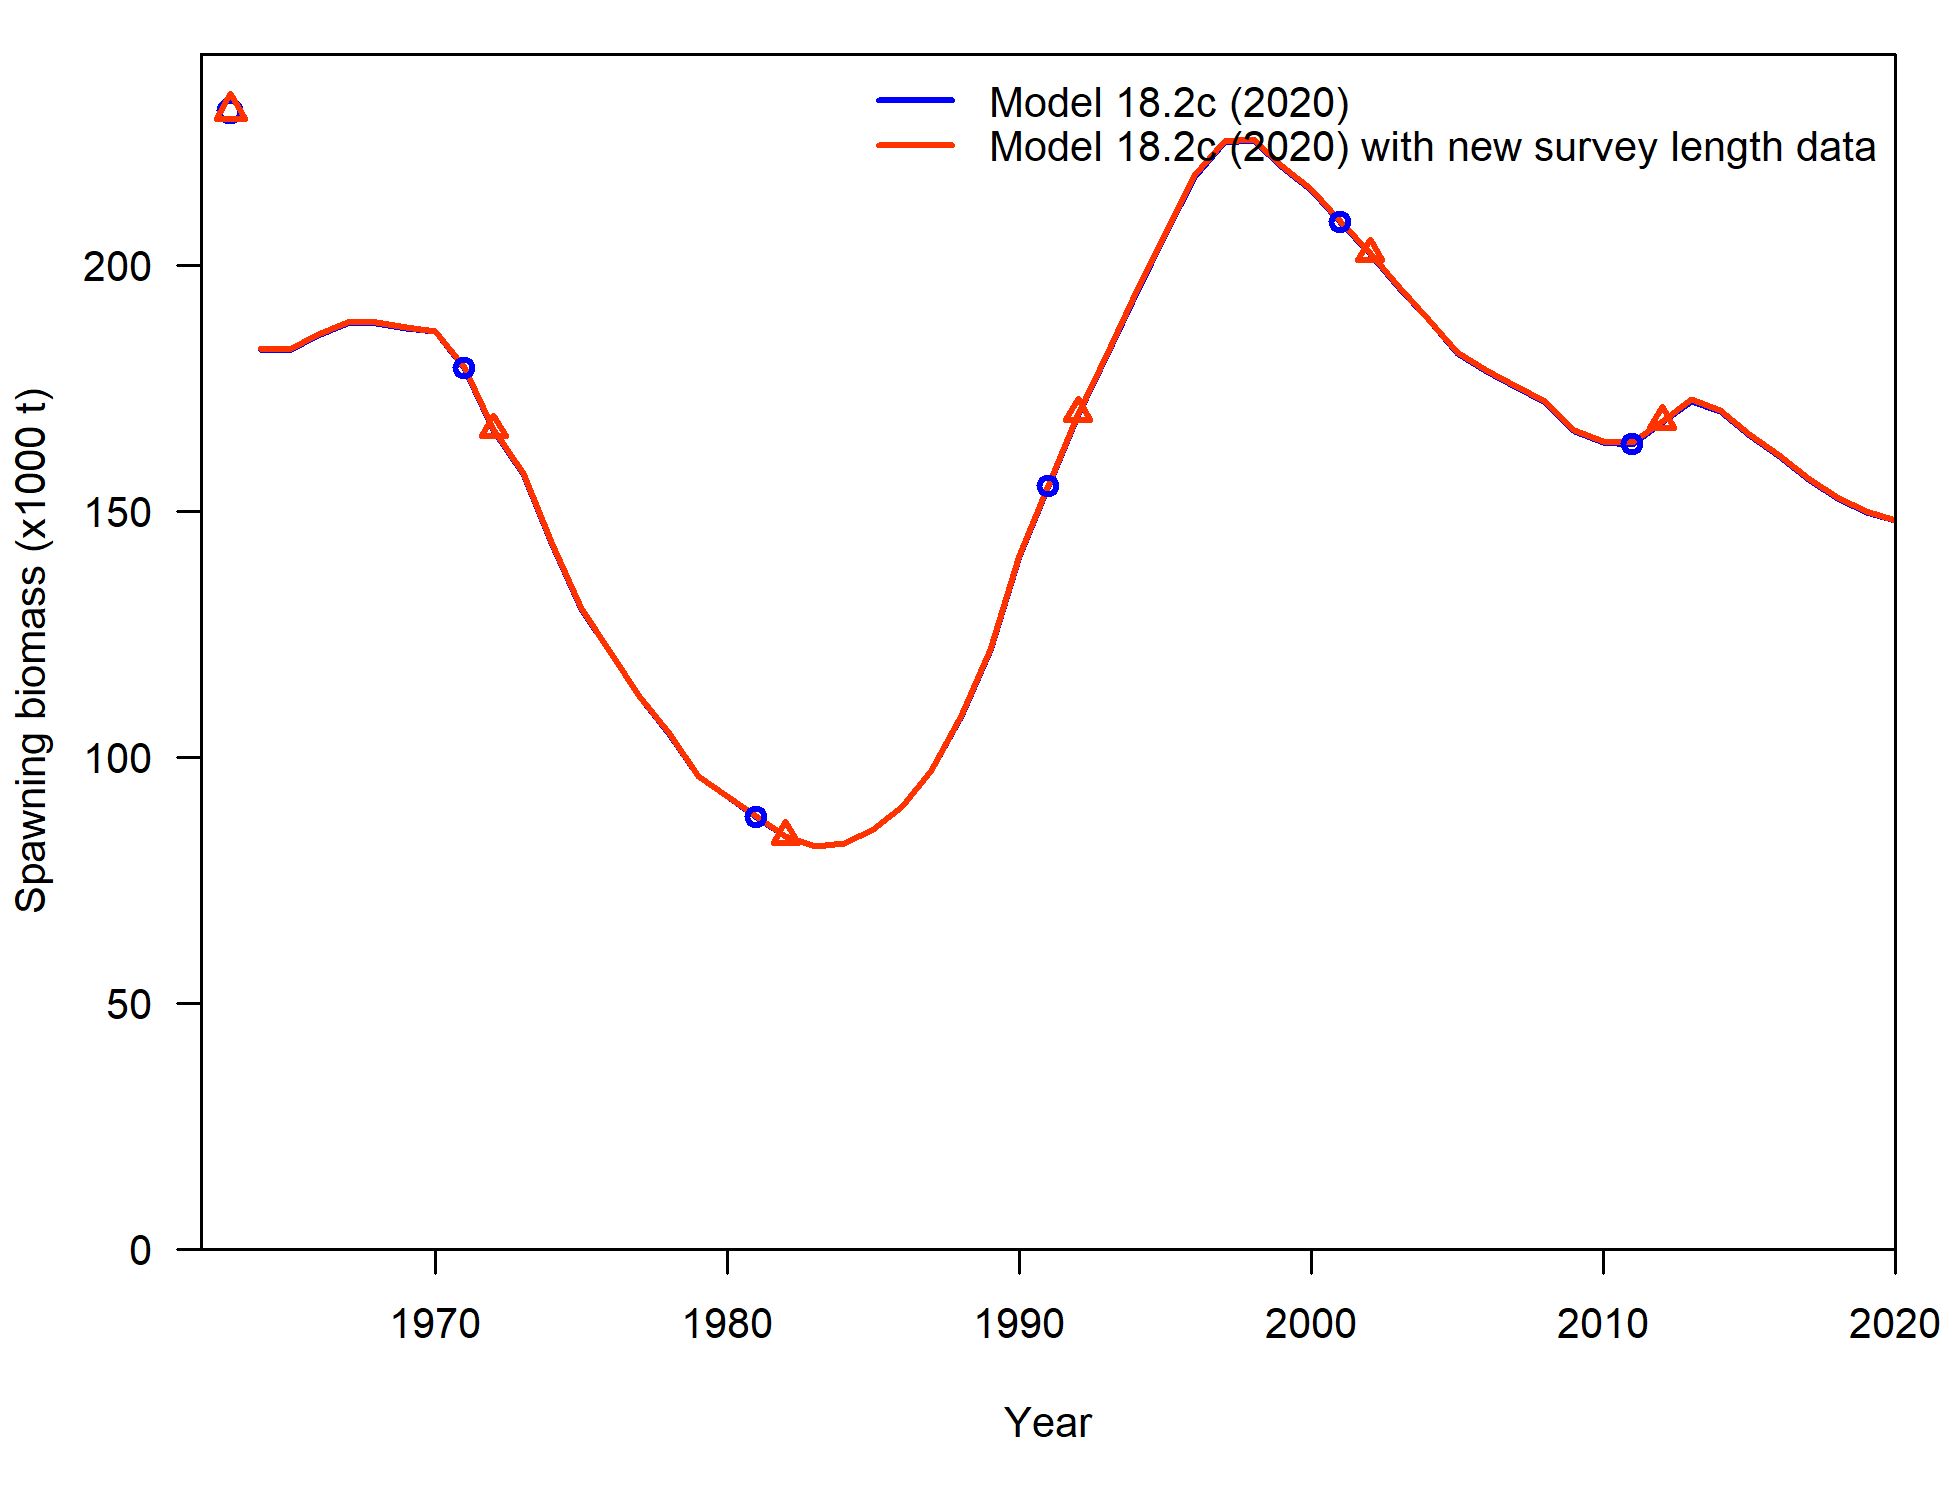 Model 18.2c (2020)
Model 18.2c (2020) with new survey length data
Spawning biomass (x1000 t)
200
150
100
50
0
1970 1980 1990 2000 2010 2020
Year